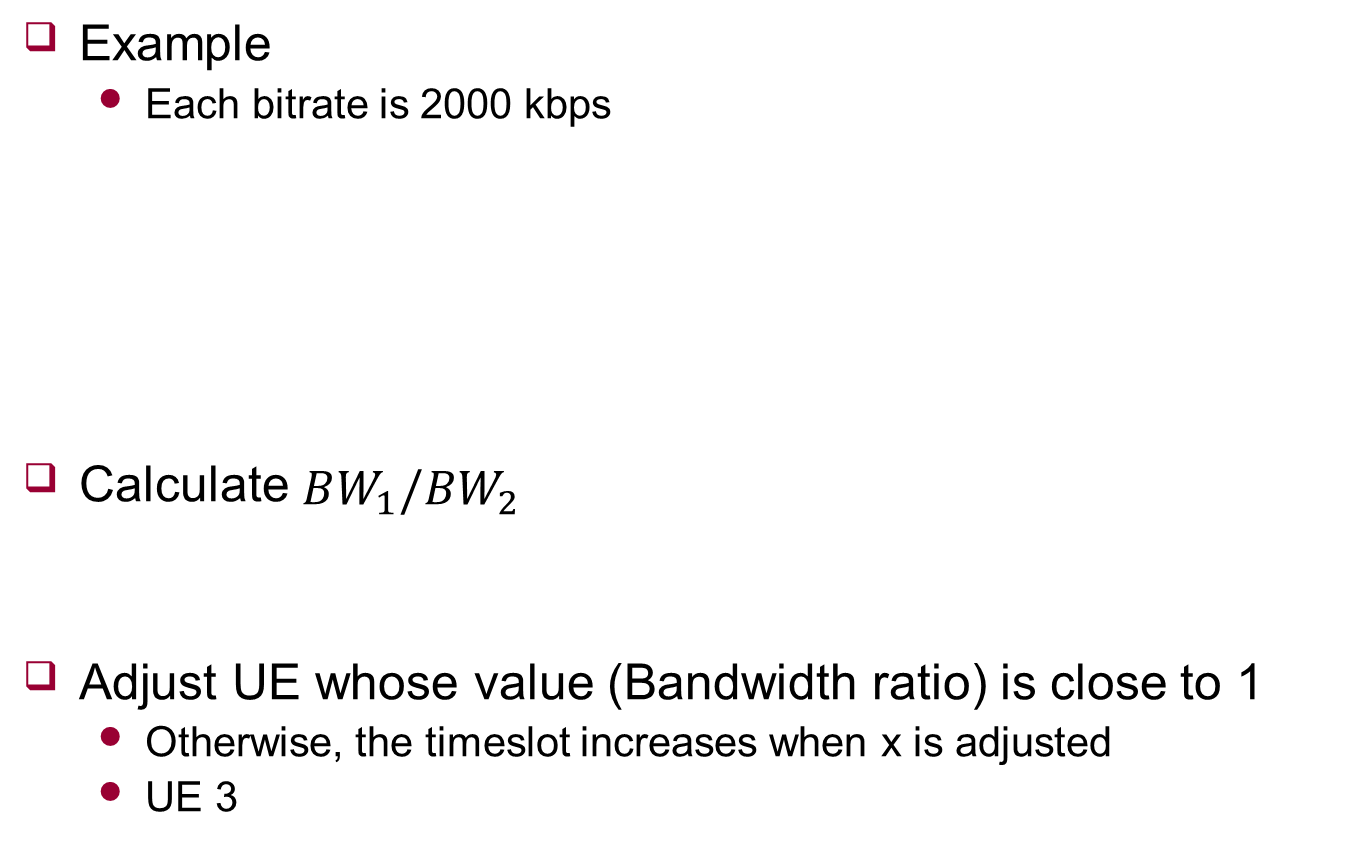 Example
Each bitrate is 2000 kbps
Calculate BW₁/BW₂
Adjust UE whose value (Bandwidth ratio) is close to 1
Otherwise, the timeslot increases when x is adjusted
UE 3